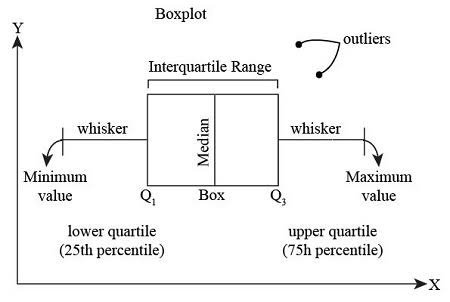 Boxplot
Y
outliers
Interquartile Range
whisker
Median
whisker
Minimum
value
Maximum
value
Q1
Box
Q3
lower quartile
(25th percentile)
upper quartile
(75h percentile)
X